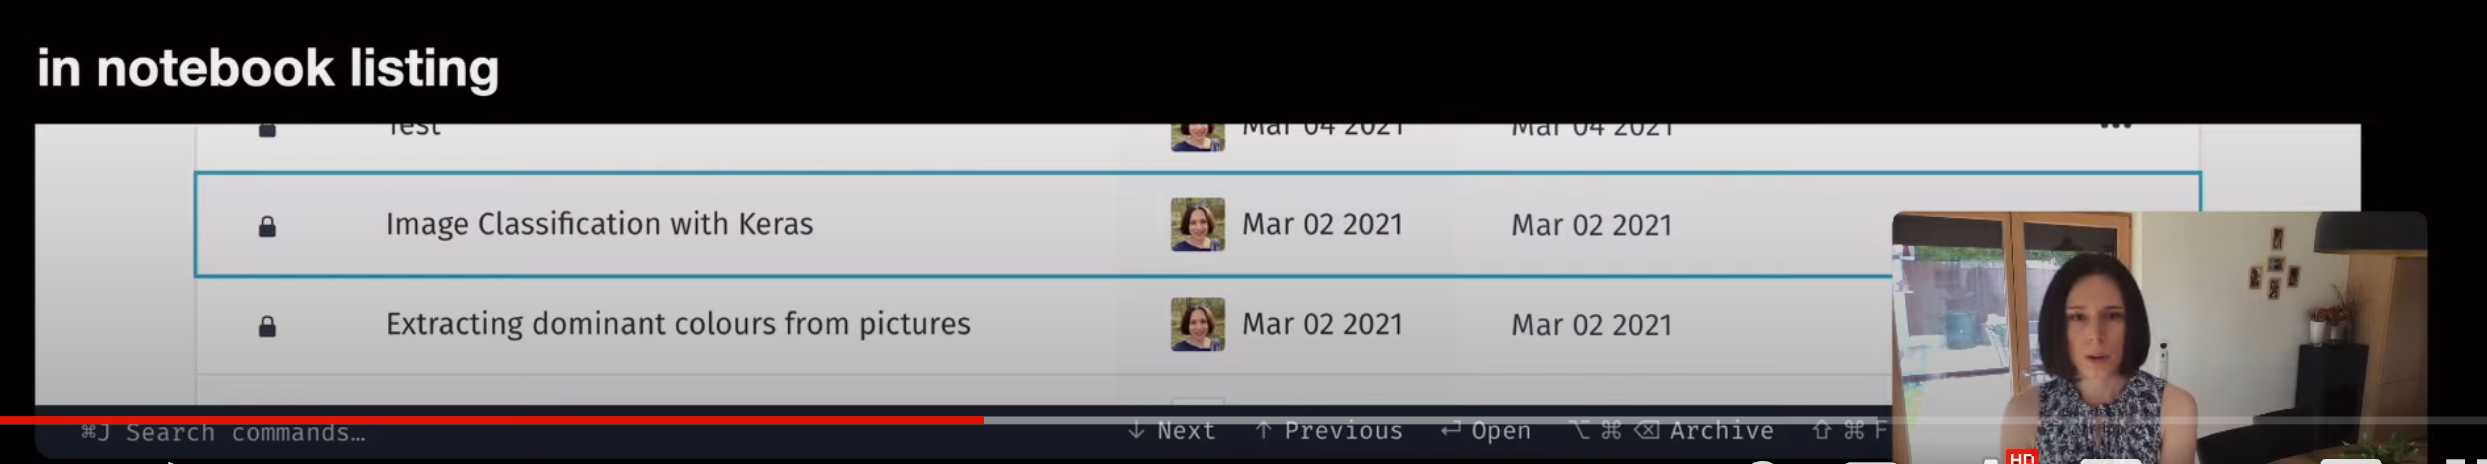 in notebook listing
Test Mar 04 2021 Mar 04 2021
Image Classification with Keras Mar 02 2021 Mar 02 2021
Extracting dominant colours from pictures Mar 02 2021 Mar 02 2021
⌘J Search commands… ↓ Next ↑ Previous ↩ Open ⌥ ⌘ ⌫ Archive ⇧ ⌘ F
HD